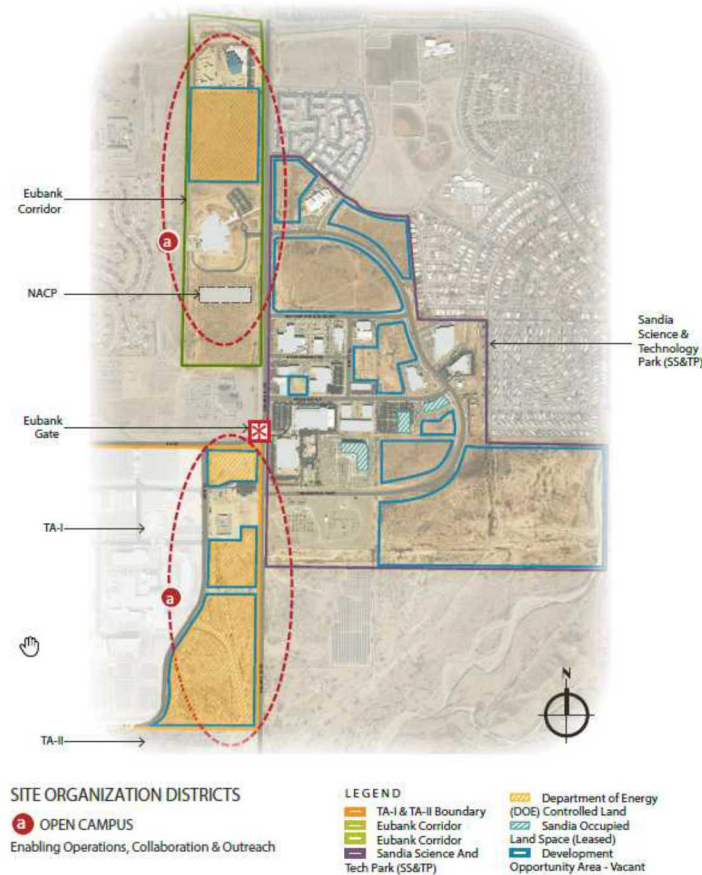 Eubank
Corridor
a
NACP
Sandia
Science &
Technology
Park (SS&TP)
Eubank
Gate
TA-I
a
N
TA-II
SITE ORGANIZATION DISTRICTS
a OPEN CAMPUS
Enabling Operations, Collaboration & Outreach
LEGEND
TA-I & TA-II Boundary
Eubank Corridor
Eubank Corridor
Sandia Science And
Tech Park (SS&TP)
Department of Energy
(DOE) Controlled Land
Sandia Occupied
Land Space (Leased)
Development
Opportunity Area - Vacant